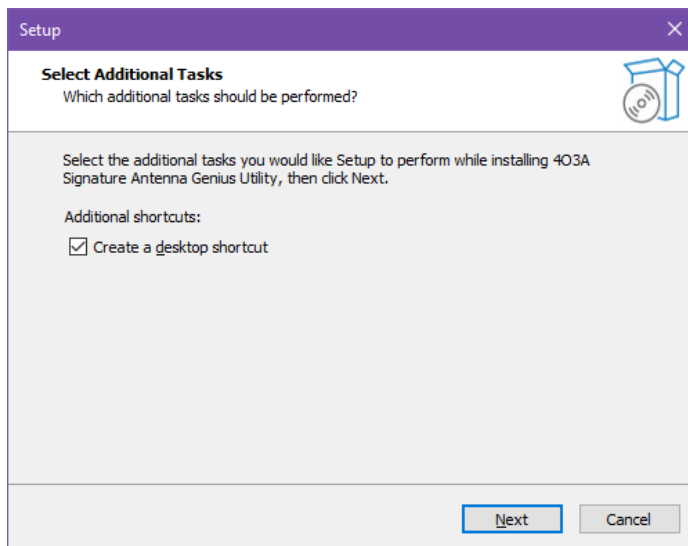 Setup
Select Additional Tasks
Which additional tasks should be performed?
Select the additional tasks you would like Setup to perform while installing 4O3A
Signature Antenna Genius Utility, then click Next.
Additional shortcuts:
Create a desktop shortcut
Next
Cancel